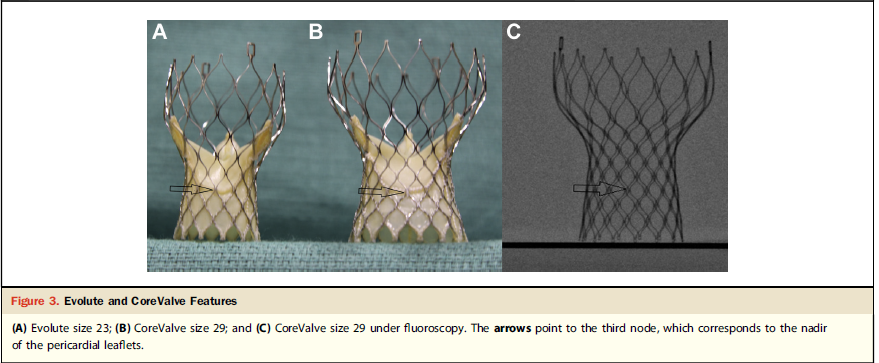 A
B
C
Figure 3. Evolute and CoreValve Features
(A) Evolute size 23; (B) CoreValve size 29; and (C) CoreValve size 29 under fluoroscopy. The arrows point to the third node, which corresponds to the nadir
of the pericardial leaflets.